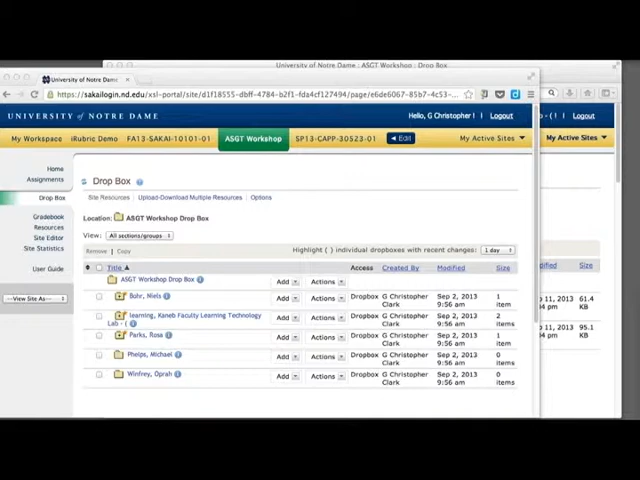 University of Notre Dame : ASGT Workshop : Drop Box
University of Notre Dame
https://sakailogin.nd.edu/xsl-portal/site/d1f18555-dbff-4784-b2f1-fda4cf127494/page/e6de6067-85b7-4c53-
UNIVERSITY OF NOTRE DAME
Hello, G Christopher ! Logout
- ( ! Logout
My Workspace iRubric Demo FA13-SAKAI-10101-01 ASGT Workshop SP13-CAPP-30523-01 Edit My Active Sites
My Active Sites
Home
Assignments
Drop Box
Gradebook
Resources
Site Editor
Site Statistics
User Guide
--View Site As--
Drop Box
Site Resources Upload-Download Multiple Resources Options
Location: ASGT Workshop Drop Box
View: All sections/groups
Highlight ( ) individual dropboxes with recent changes: 1 day
Remove Copy
Title Access Created By Modified Size
ASGT Workshop Drop Box Add Actions
Bohr, Niels Add Actions Dropbox G Christopher Clark Sep 2, 2013 9:56 am 1 item
learning, Kaneb Faculty Learning Technology
Lab - ( Add Actions Dropbox G Christopher Clark Sep 2, 2013 9:56 am 2 items
Parks, Rosa Add Actions Dropbox G Christopher Clark Sep 2, 2013 9:56 am 1 item
Phelps, Michael Add Actions Dropbox G Christopher Clark Sep 2, 2013 9:56 am 0 items
Winfrey, Oprah Add Actions Dropbox G Christopher Clark Sep 2, 2013 9:56 am 0 items
Size
11, 2013 61.4 KB
11, 2013 95.1 KB